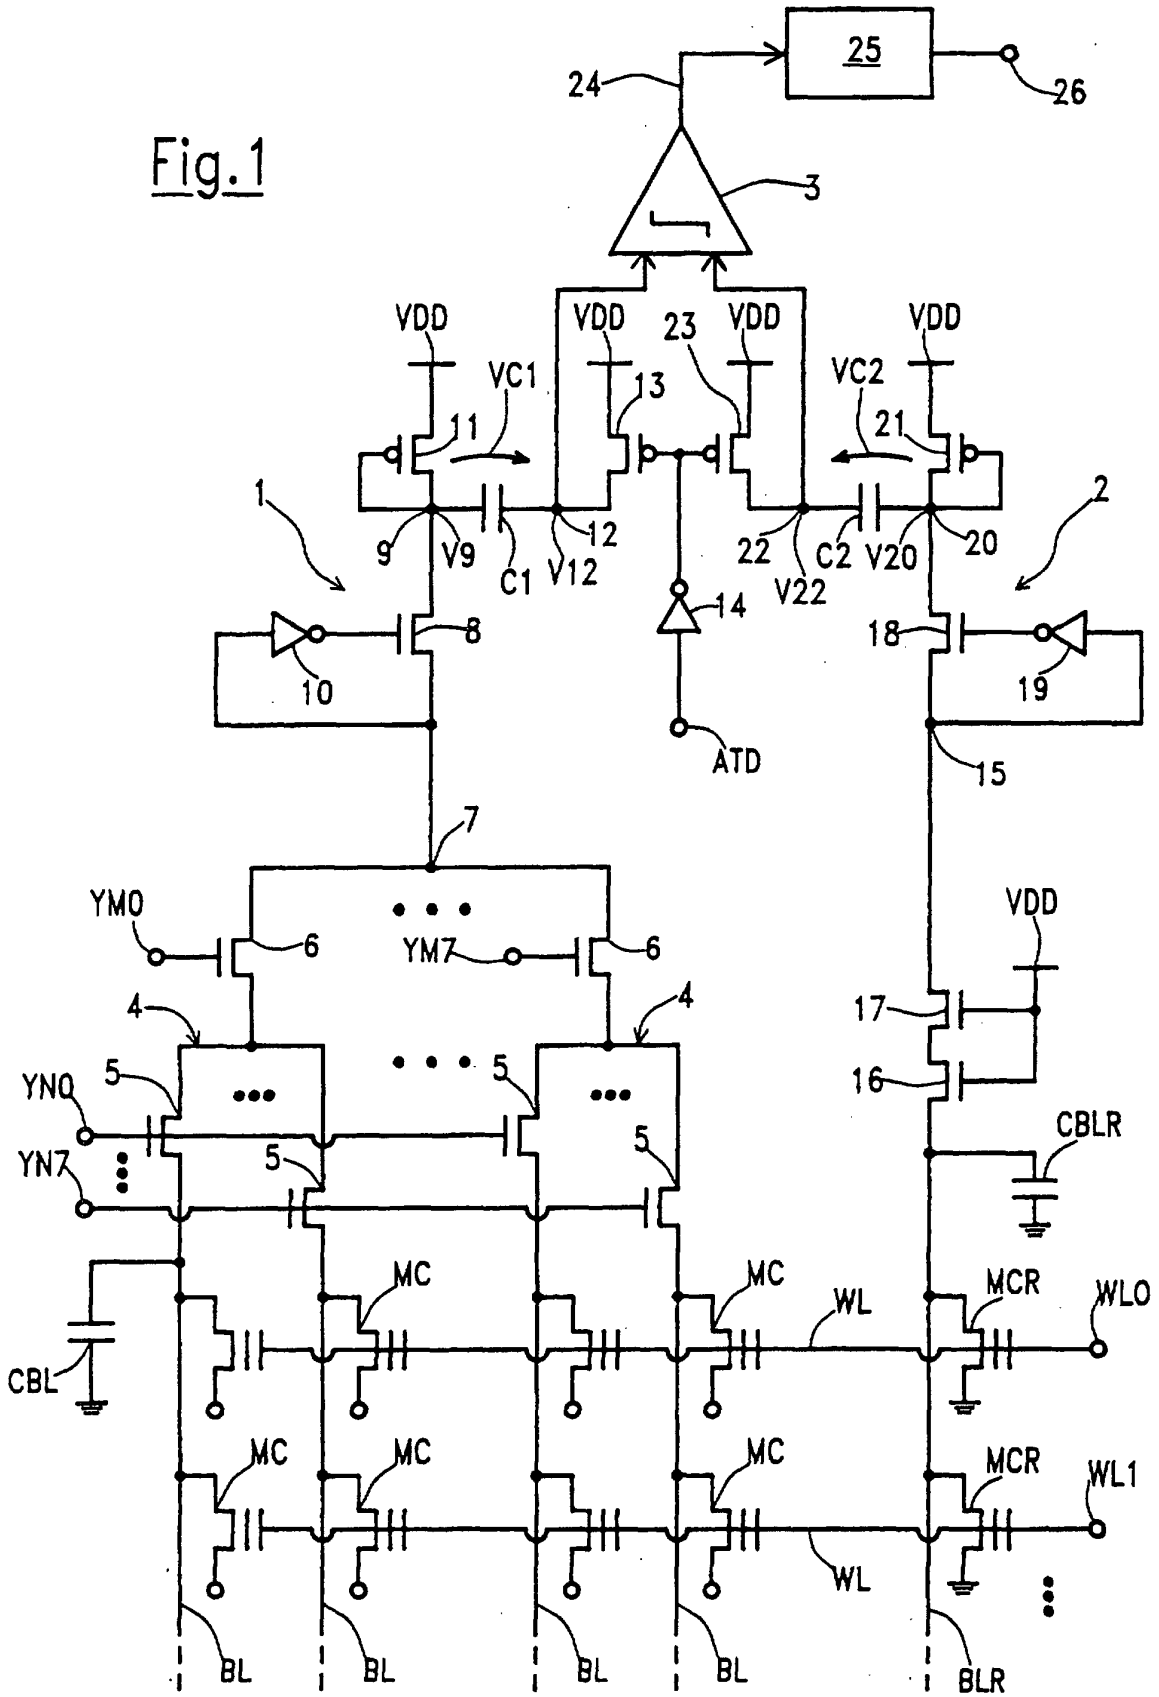 25
24
26
Fig.1
3
VDD
VDD
23
VDD
VDD
VC1
13
VC2
11
21
1
2
9
V9
C1
12
V12
22
V22
C2
V20
20
14
8
18
10
19
ATD
15
7
YM0
6
YM7
6
VDD
17
4
4
16
5
5
YN0
CBLR
YN7
5
5
MC
MC
WL
MCR
WL0
CBL
MC
MC
MC
MCR
WL1
WL
BL
BL
BL
BL
BLR